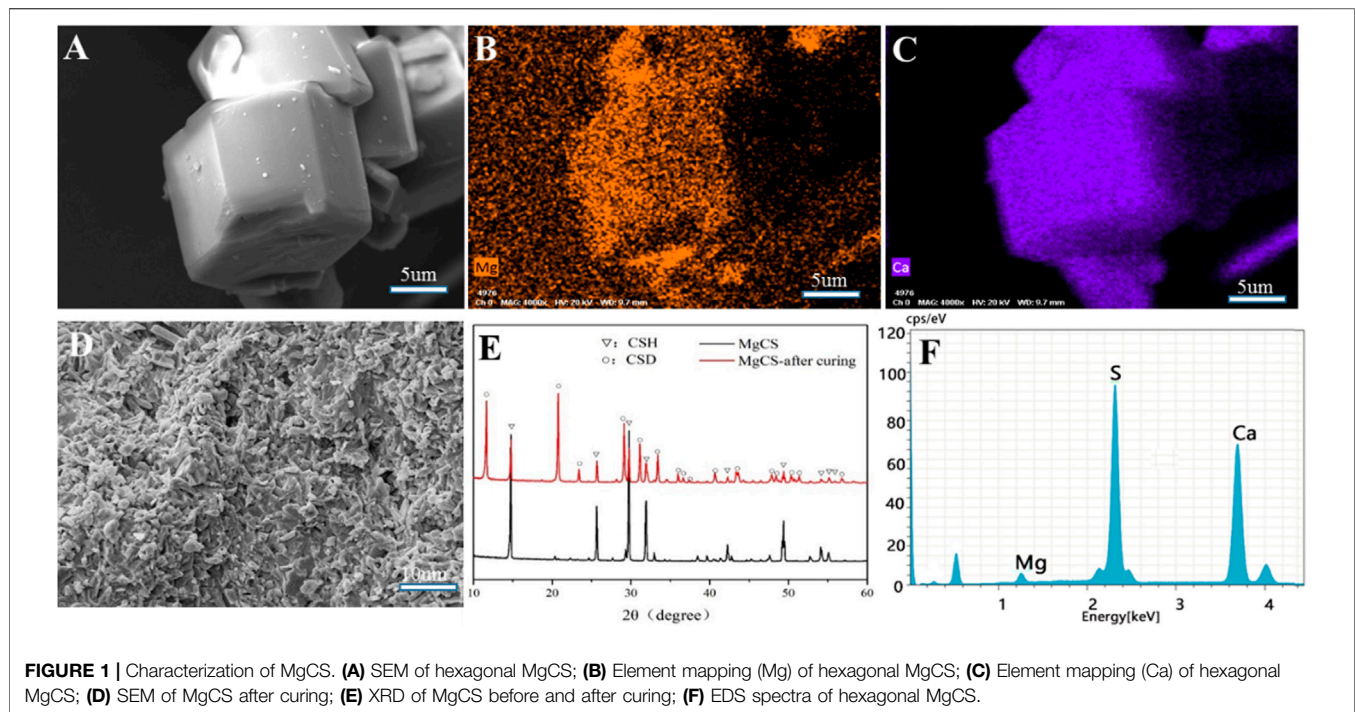 A
5um
B
Mg
4976
Ch 0 MAG: 4000x HV: 20 kV WD: 9.7 mm
5um
C
Ca
4976
Ch 0 MAG: 4000x HV: 20 kV WD: 9.7 mm
5um
D
10um
E
▽: CSH
○: CSD
MgCS
MgCS-after curing
10 20 30 40 50 60
2θ（degree）
F
cps/eV
120
100
80
60
40
20
0
S
Ca
Mg
1 2 3 4
Energy[keV]
FIGURE 1 | Characterization of MgCS. (A) SEM of hexagonal MgCS; (B) Element mapping (Mg) of hexagonal MgCS; (C) Element mapping (Ca) of hexagonal
MgCS; (D) SEM of MgCS after curing; (E) XRD of MgCS before and after curing; (F) EDS spectra of hexagonal MgCS.